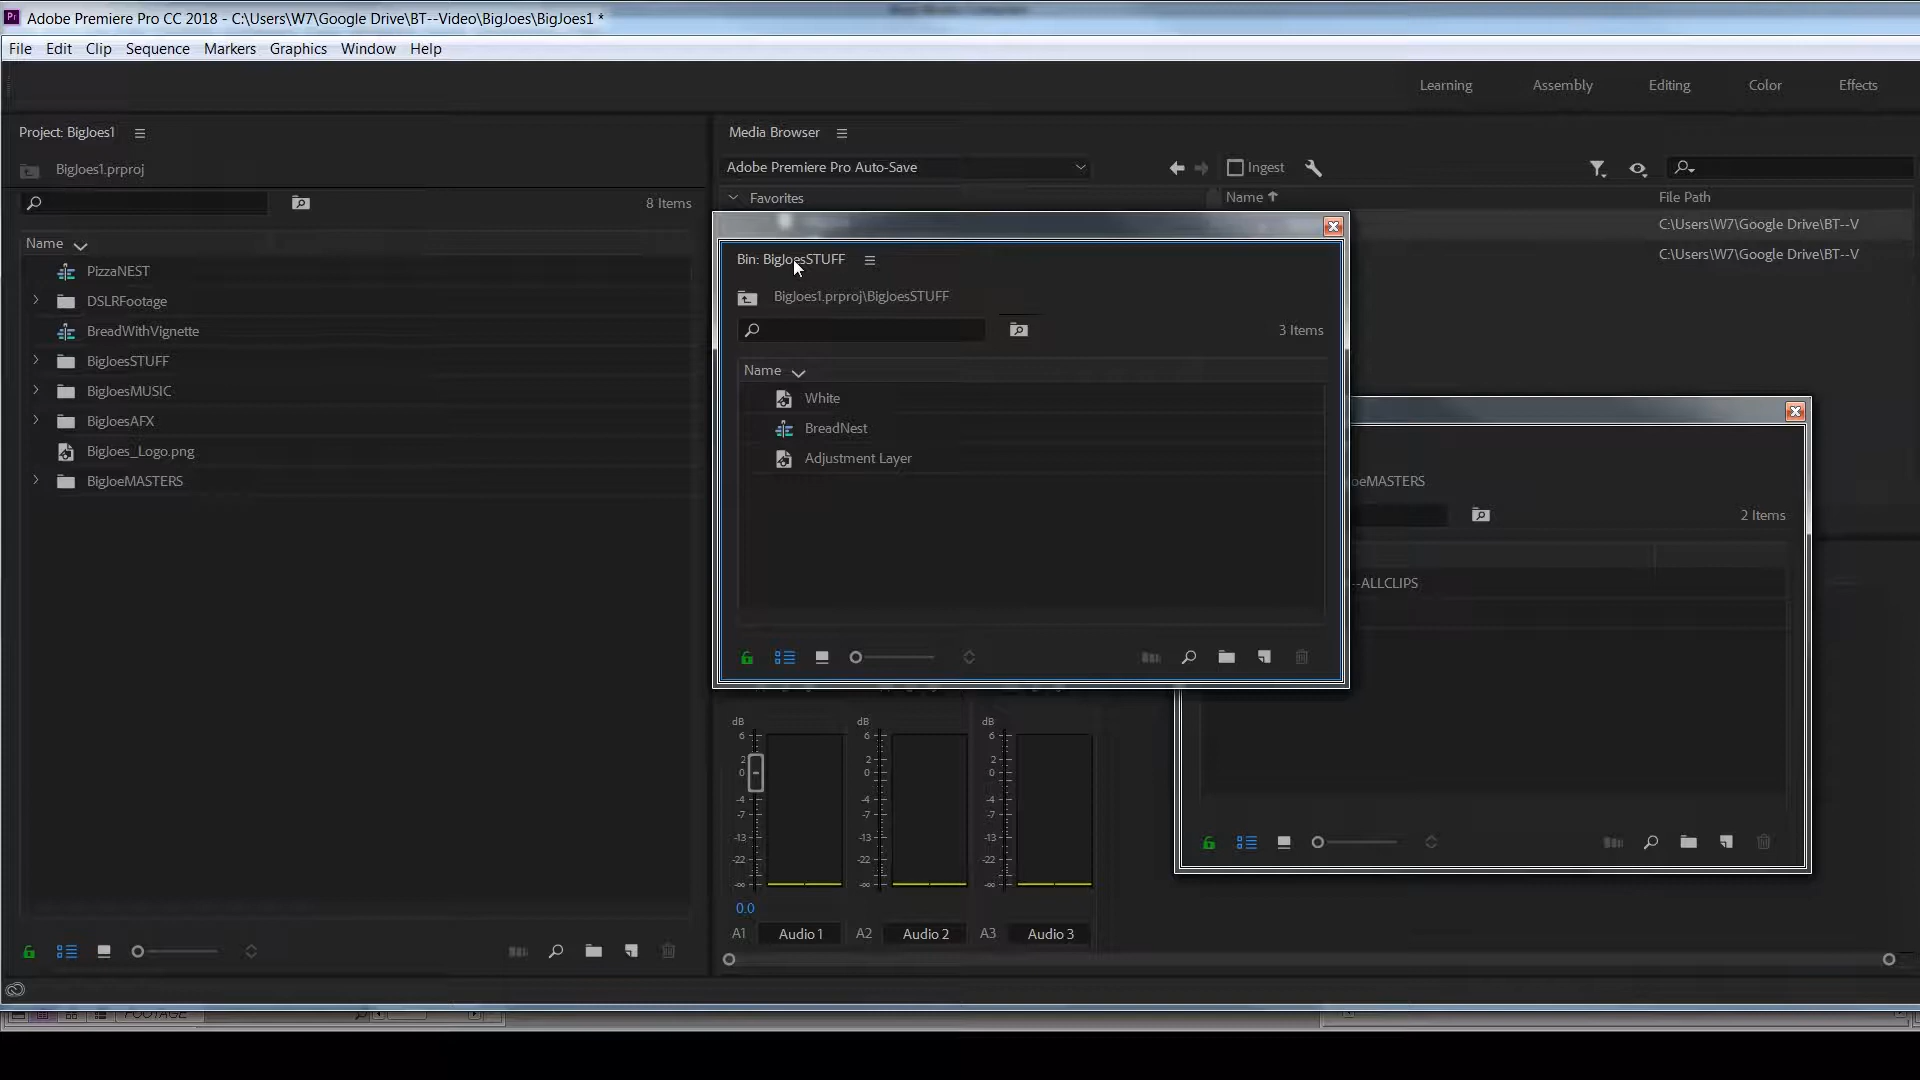 Adobe Premiere Pro CC 2018 - C:\Users\W7\Google Drive\BT--Video\BigJoes\BigJoes1 *
File Edit Clip Sequence Markers Graphics Window Help
Learning Assembly Editing Color Effects
Project: BigJoes1
BigJoes1.prproj
8 Items
Name
PizzaNEST
DSLRFootage
BreadWithVignette
BigJoesSTUFF
BigJoesMUSIC
BigJoesAFX
BigJoes_Logo.png
BigJoeMASTERS
Media Browser
Adobe Premiere Pro Auto-Save
Ingest
Favorites
Name File Path
C:\Users\W7\Google Drive\BT--V
C:\Users\W7\Google Drive\BT--V
Bin: BigJoesSTUFF
BigJoes1.prproj\BigJoesSTUFF
3 Items
Name
White
BreadNest
Adjustment Layer
oeMASTERS
2 Items
--ALLCLIPS
dB dB dB
6 6 6
2 2 2
0 0 0
-4 -4 -4
-7 -7 -7
-13 -13 -13
-22 -22 -22
-∞ -∞ -∞
0.0
A1 Audio 1 A2 Audio 2 A3 Audio 3
FOOTAGE